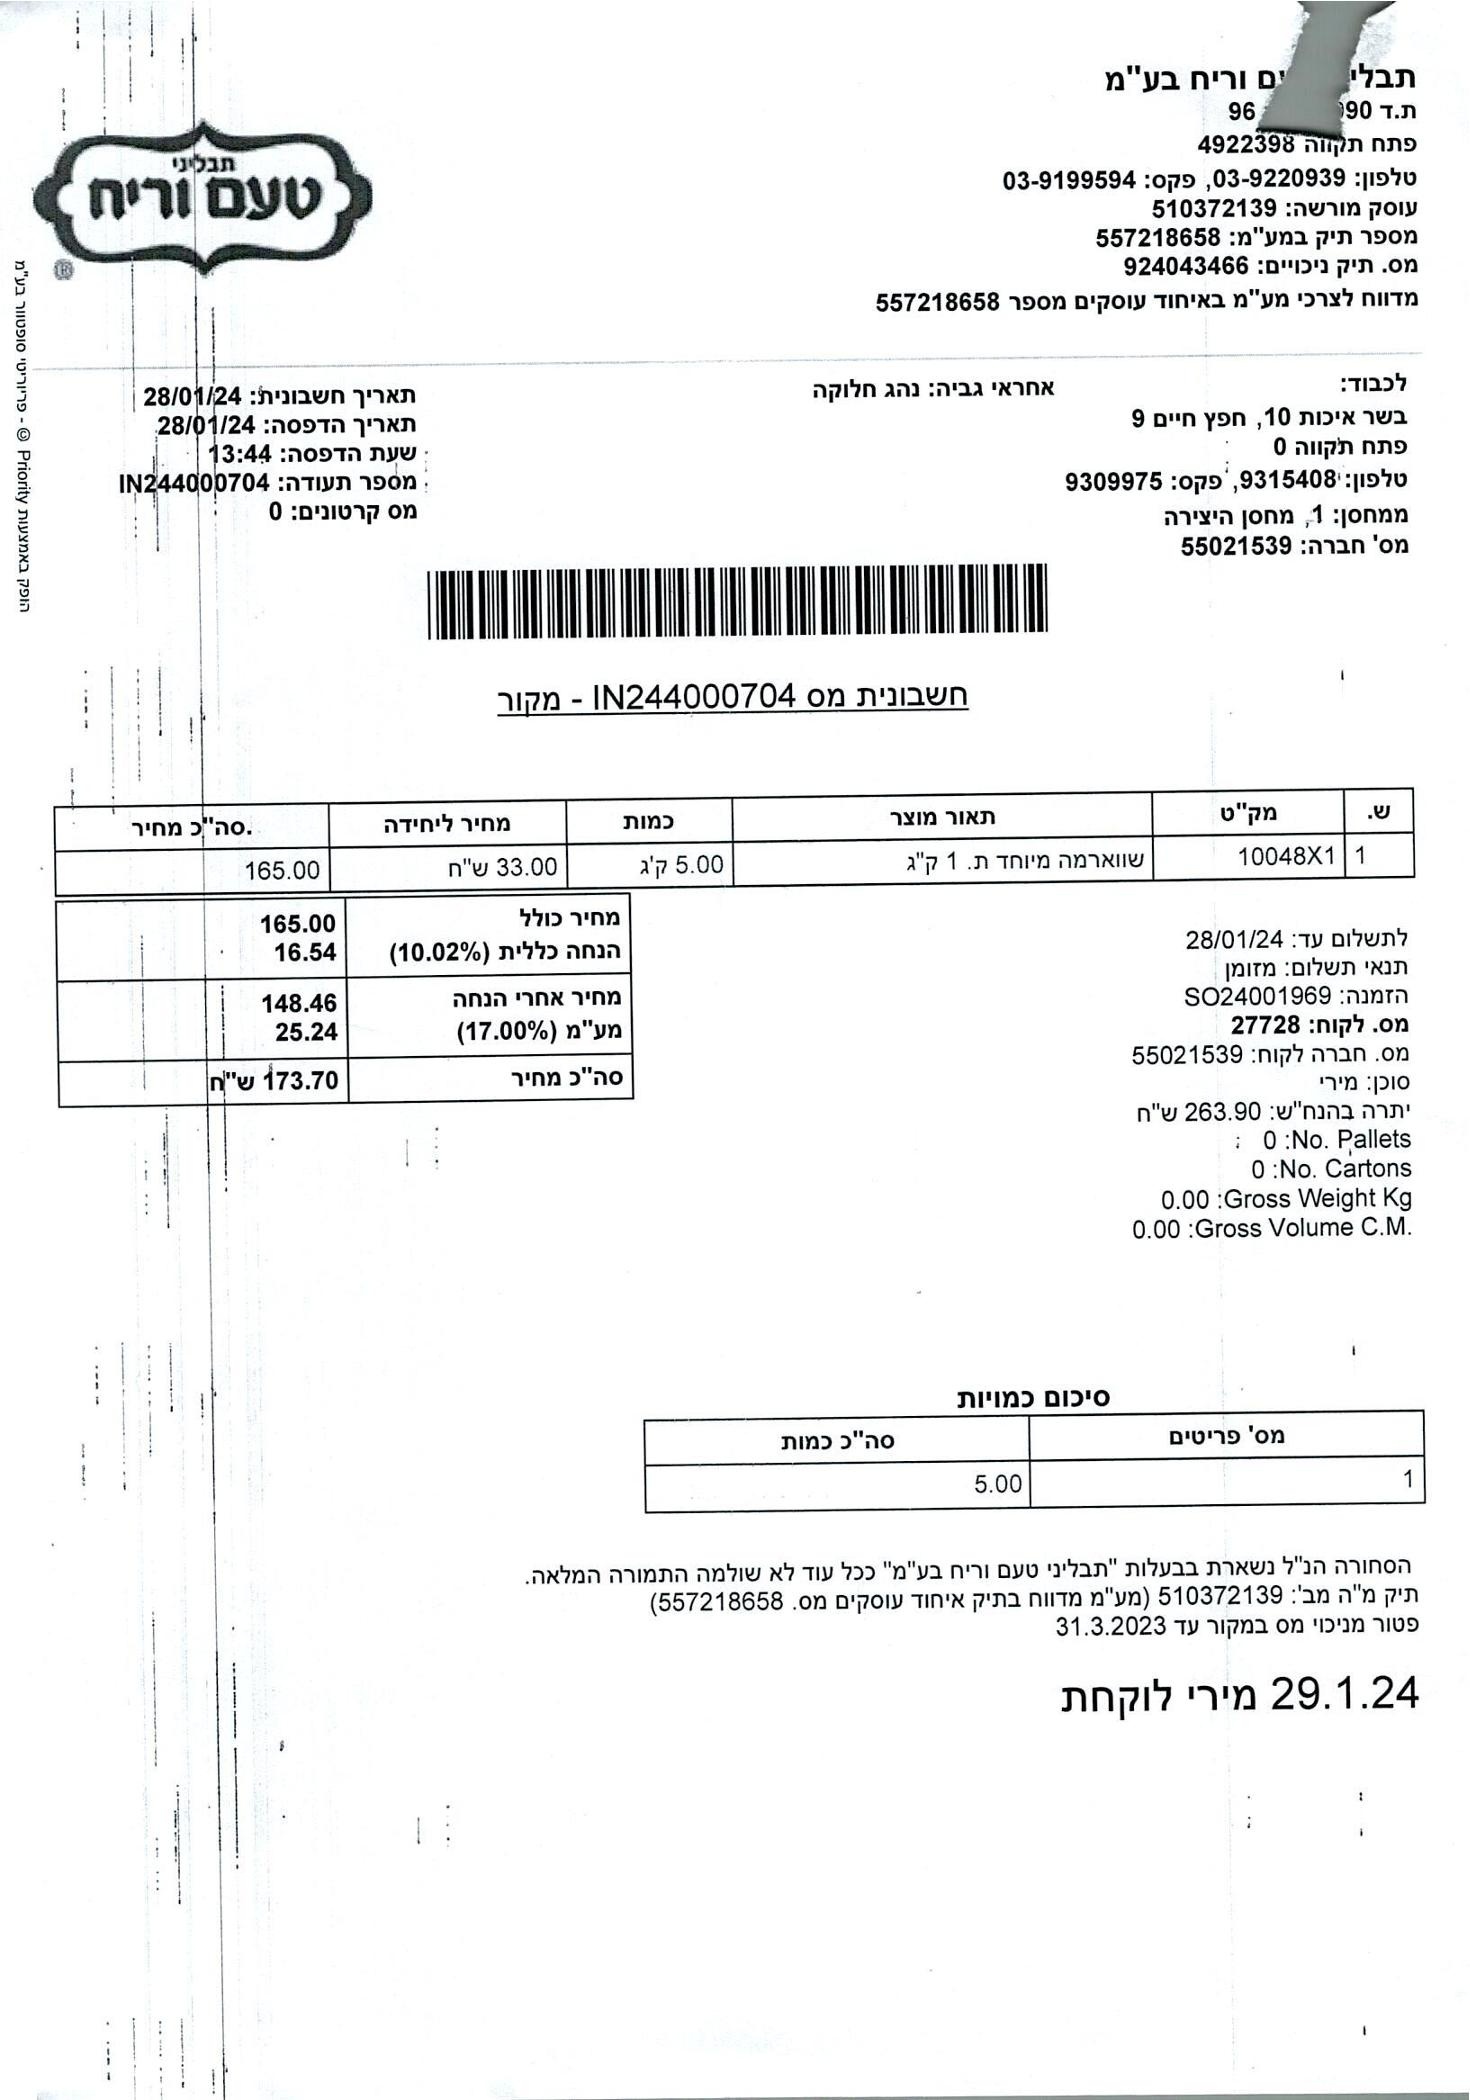 וריח בע"מ
ת.ד 96
פתח תקווה 4922398
טלפון: 03-9220939, פקס: 03-9199594
עוסק מורשה: 510372139
מספר תיק במע"מ: 557218658
מס. תיק ניכויים: 924043466
מדווח לצרכי מע"מ באיחוד עוסקים מספר 557218658
תבליני
טעם וריח
®
הופק באמצעות Priority © - פריוריטי סופטוור בע"מ
לכבוד:
בשר איכות 10, חפץ חיים 9
פתח תקווה 0
טלפון: 9315408, פקס: 9309975
ממחסן: 1, מחסן היצירה
מס' חברה: 55021539
אחראי גביה: נהג חלוקה
תאריך חשבונית: 28/01/24
תאריך הדפסה: 28/01/24
שעת הדפסה: 13:44
מספר תעודה: IN244000704
מס קרטונים: 0
חשבונית מס IN244000704 - מקור
ש. מק"ט תאור מוצר כמות מחיר ליחידה סה"כ מחיר.
1 10048X1 שווארמה מיוחד ת. 1 ק"ג 5.00 ק'ג 33.00 ש"ח 165.00
מחיר כולל 165.00
הנחה כללית (10.02%) 16.54
מחיר אחרי הנחה 148.46
מע"מ (17.00%) 25.24
סה"כ מחיר 173.70 ש"ח
לתשלום עד: 28/01/24
תנאי תשלום: מזומן
הזמנה: SO24001969
מס. לקוח: 27728
מס. חברה לקוח: 55021539
סוכן: מירי
יתרה בהנח"ש: 263.90 ש"ח
No. Pallets: 0
No. Cartons: 0
Gross Weight Kg: 0.00
Gross Volume C.M.: 0.00
סיכום כמויות
מס' פריטים סה"כ כמות
1 5.00
הסחורה הנ"ל נשארת בבעלות "תבליני טעם וריח בע"מ" ככל עוד לא שולמה התמורה המלאה.
תיק מ"ה מב': 510372139 (מע"מ מדווח בתיק איחוד עוסקים מס. 557218658)
פטור מניכוי מס במקור עד 31.3.2023
29.1.24 מירי לוקחת